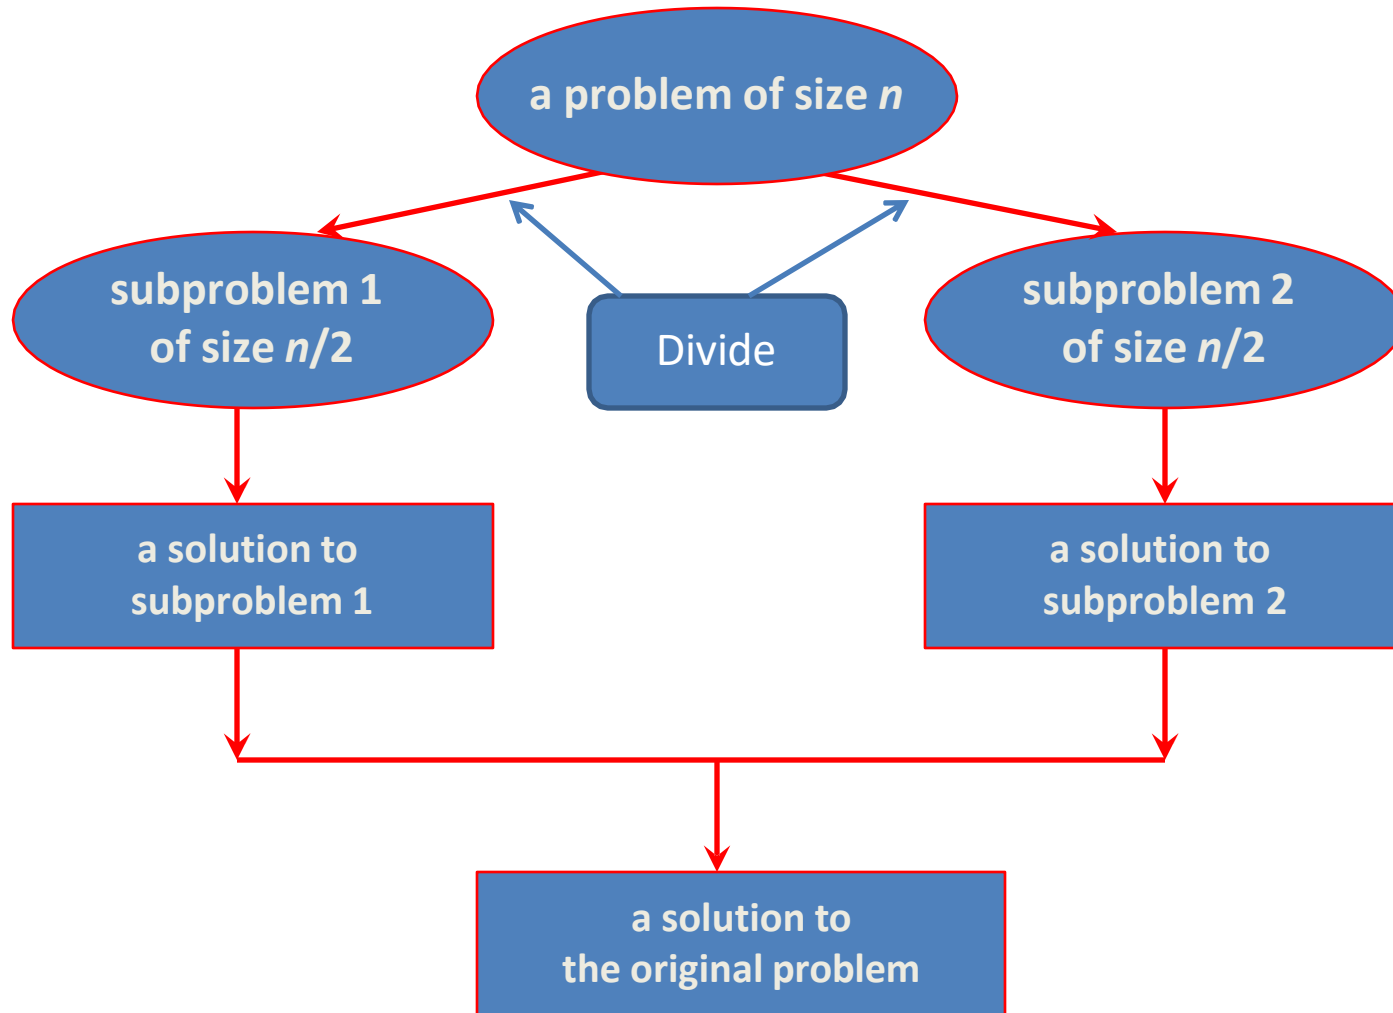 a problem of size n
subproblem 1
of size n/2
Divide
subproblem 2
of size n/2
a solution to
subproblem 1
a solution to
subproblem 2
a solution to
the original problem